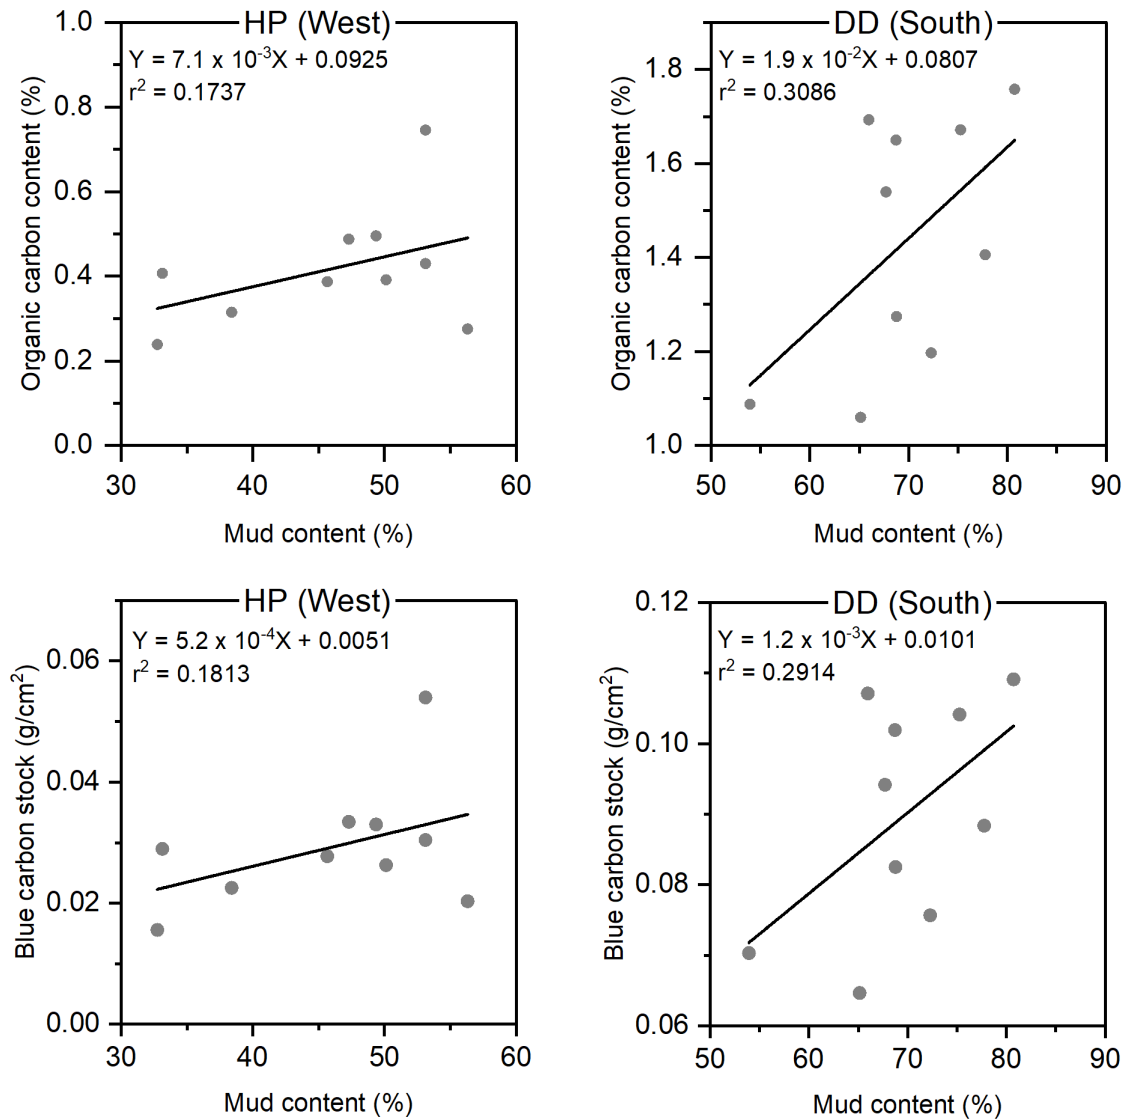 HP (West)
Y = 7.1 x 10⁻³X + 0.0925
r² = 0.1737
1.0
0.8
0.6
0.4
0.2
0.0
Organic carbon content (%)
30 40 50 60
Mud content (%)
DD (South)
Y = 1.9 x 10⁻²X + 0.0807
r² = 0.3086
1.8
1.6
1.4
1.2
1.0
Organic carbon content (%)
50 60 70 80 90
Mud content (%)
HP (West)
Y = 5.2 x 10⁻⁴X + 0.0051
r² = 0.1813
0.06
0.04
0.02
0.00
Blue carbon stock (g/cm²)
30 40 50 60
Mud content (%)
DD (South)
Y = 1.2 x 10⁻³X + 0.0101
r² = 0.2914
0.12
0.10
0.08
0.06
Blue carbon stock (g/cm²)
50 60 70 80 90
Mud content (%)